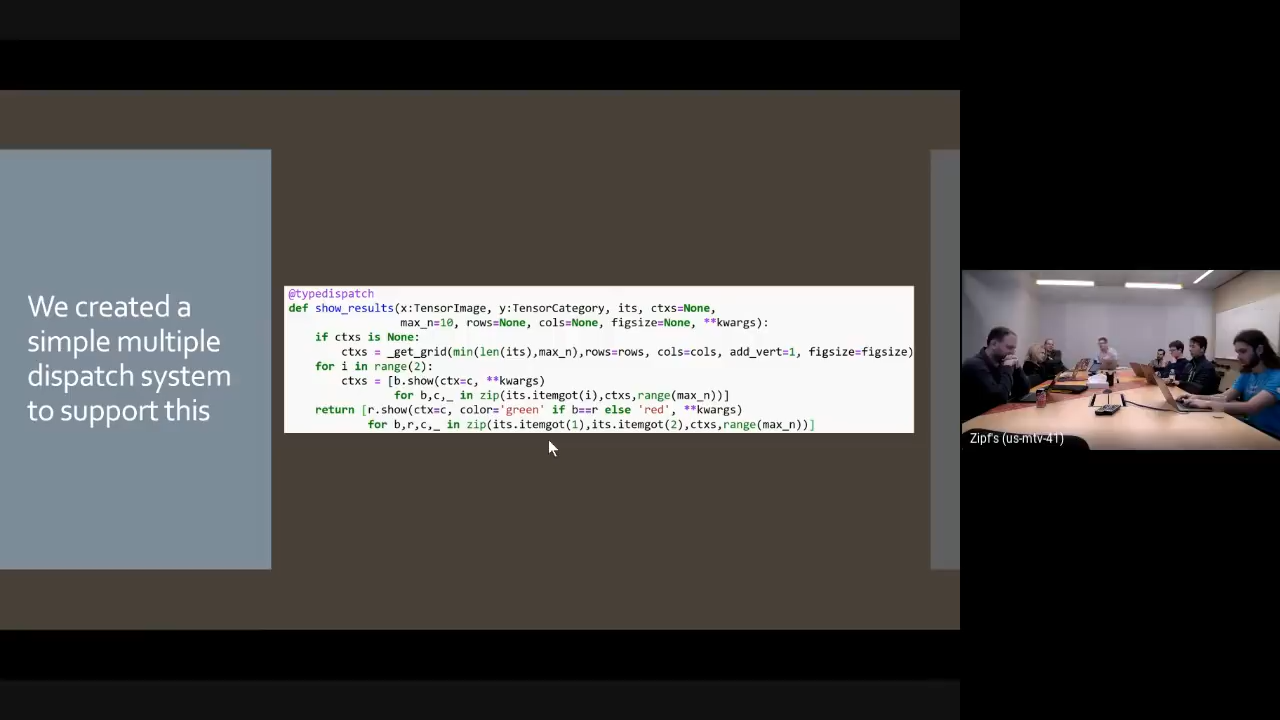 We created a
simple multiple
dispatch system
to support this
@typedispatch
def show_results(x:TensorImage, y:TensorCategory, its, ctxs=None,
                 max_n=10, rows=None, cols=None, figsize=None, **kwargs):
    if ctxs is None:
        ctxs = _get_grid(min(len(its),max_n),rows=rows, cols=cols, add_vert=1, figsize=figsize)
    for i in range(2):
        ctxs = [b.show(ctx=c, **kwargs)
                for b,c,_ in zip(its.itemgot(i),ctxs,range(max_n))]
    return [r.show(ctx=c, color='green' if b==r else 'red', **kwargs)
            for b,r,c,_ in zip(its.itemgot(1),its.itemgot(2),ctxs,range(max_n))]
Zipf's (us-mtv-41)